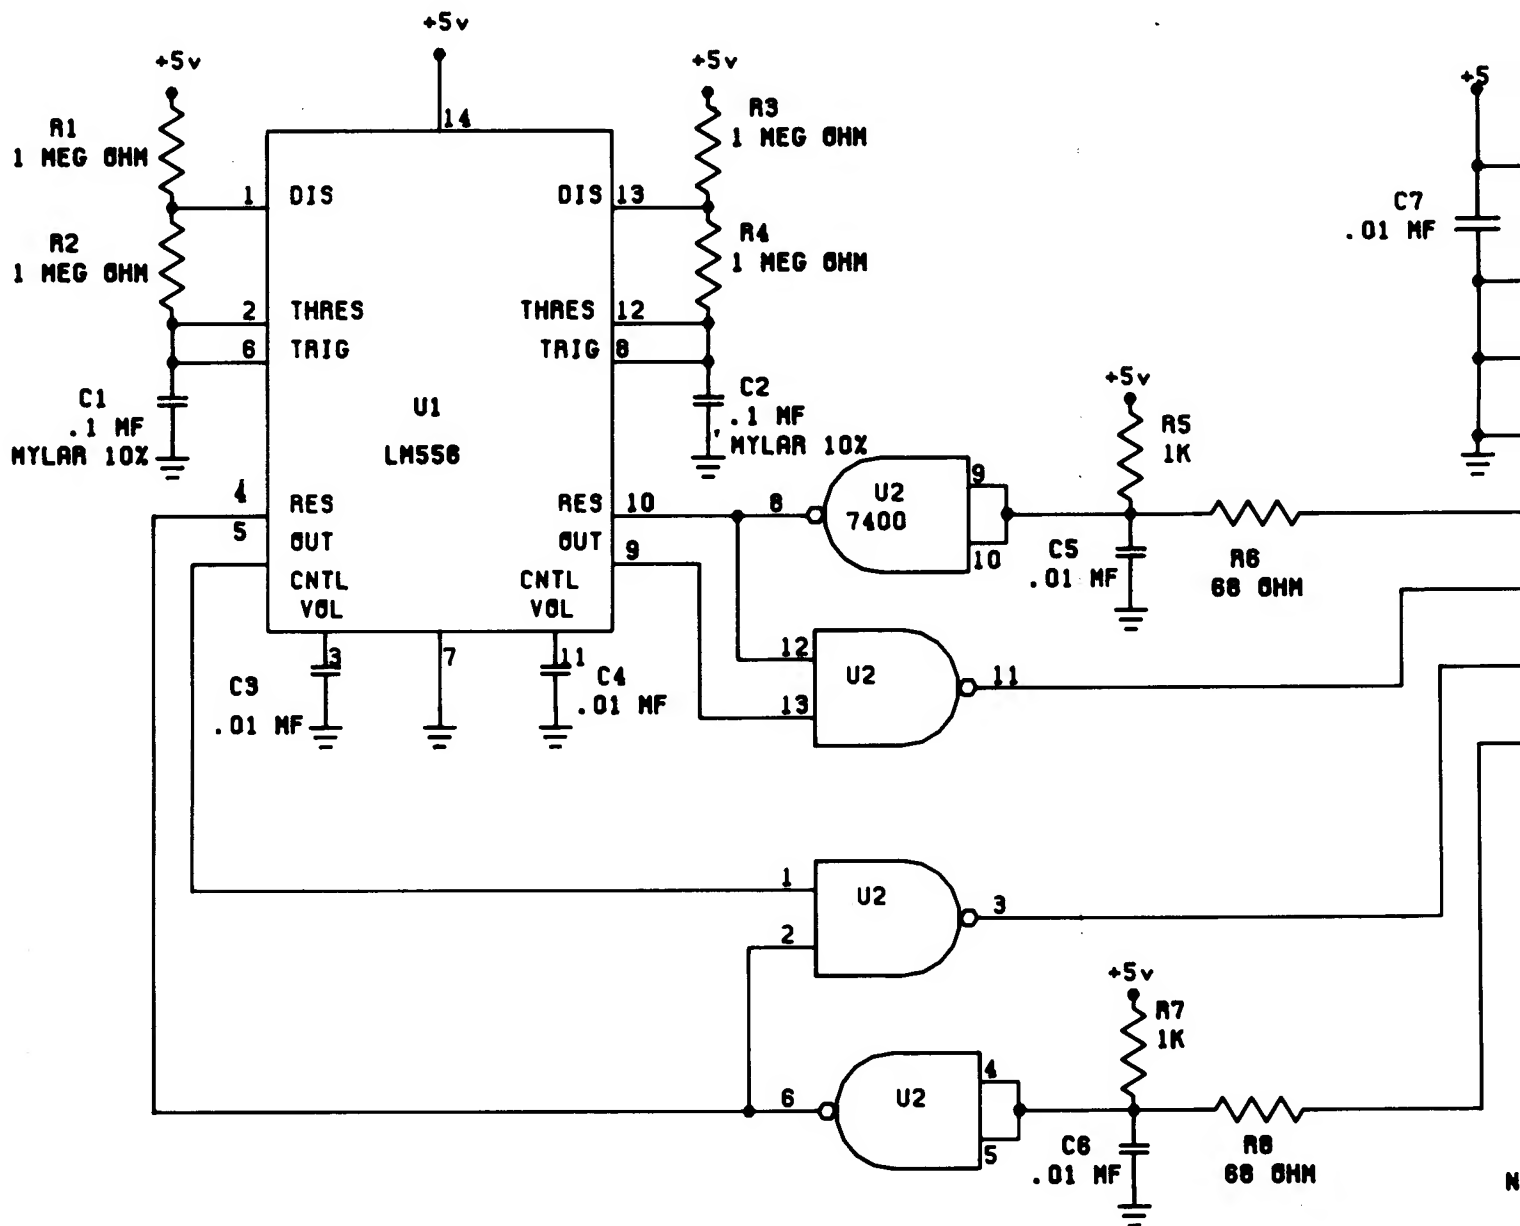 +5v
+5v
+5v
+5
14
R1
1 MEG OHM
R3
1 MEG OHM
1
DIS
DIS
13
C7
.01 MF
R2
1 MEG OHM
R4
1 MEG OHM
2
THRES
THRES
12
6
TRIG
TRIG
8
C1
.1 MF
MYLAR 10%
U1
LM556
C2
.1 MF
MYLAR 10%
+5v
R5
1K
4
RES
RES
10
8
U2
7400
9
10
5
OUT
OUT
9
C5
.01 MF
R6
68 OHM
CNTL
VOL
CNTL
VOL
3
7
11
C3
.01 MF
C4
.01 MF
12
13
U2
11
1
2
U2
3
+5v
R7
1K
6
U2
4
5
C6
.01 MF
R8
68 OHM
N